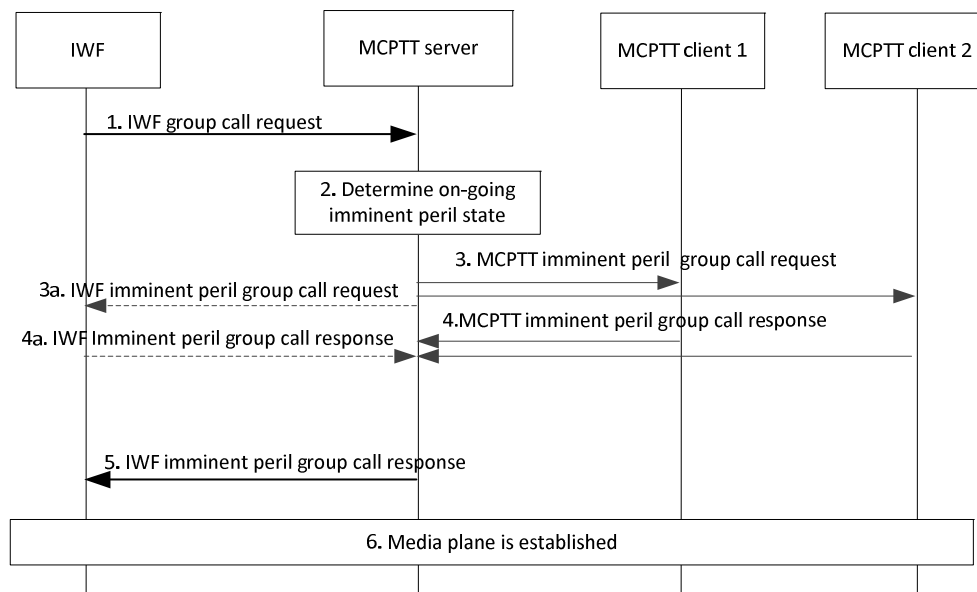 IWF
MCPTT server
MCPTT client 1
MCPTT client 2
1. IWF group call request
2. Determine on-going
imminent peril state
3. MCPTT imminent peril group call request
3a. IWF imminent peril group call request
4.MCPTT imminent peril group call response
4a. IWF Imminent peril group call response
5. IWF imminent peril group call response
6. Media plane is established